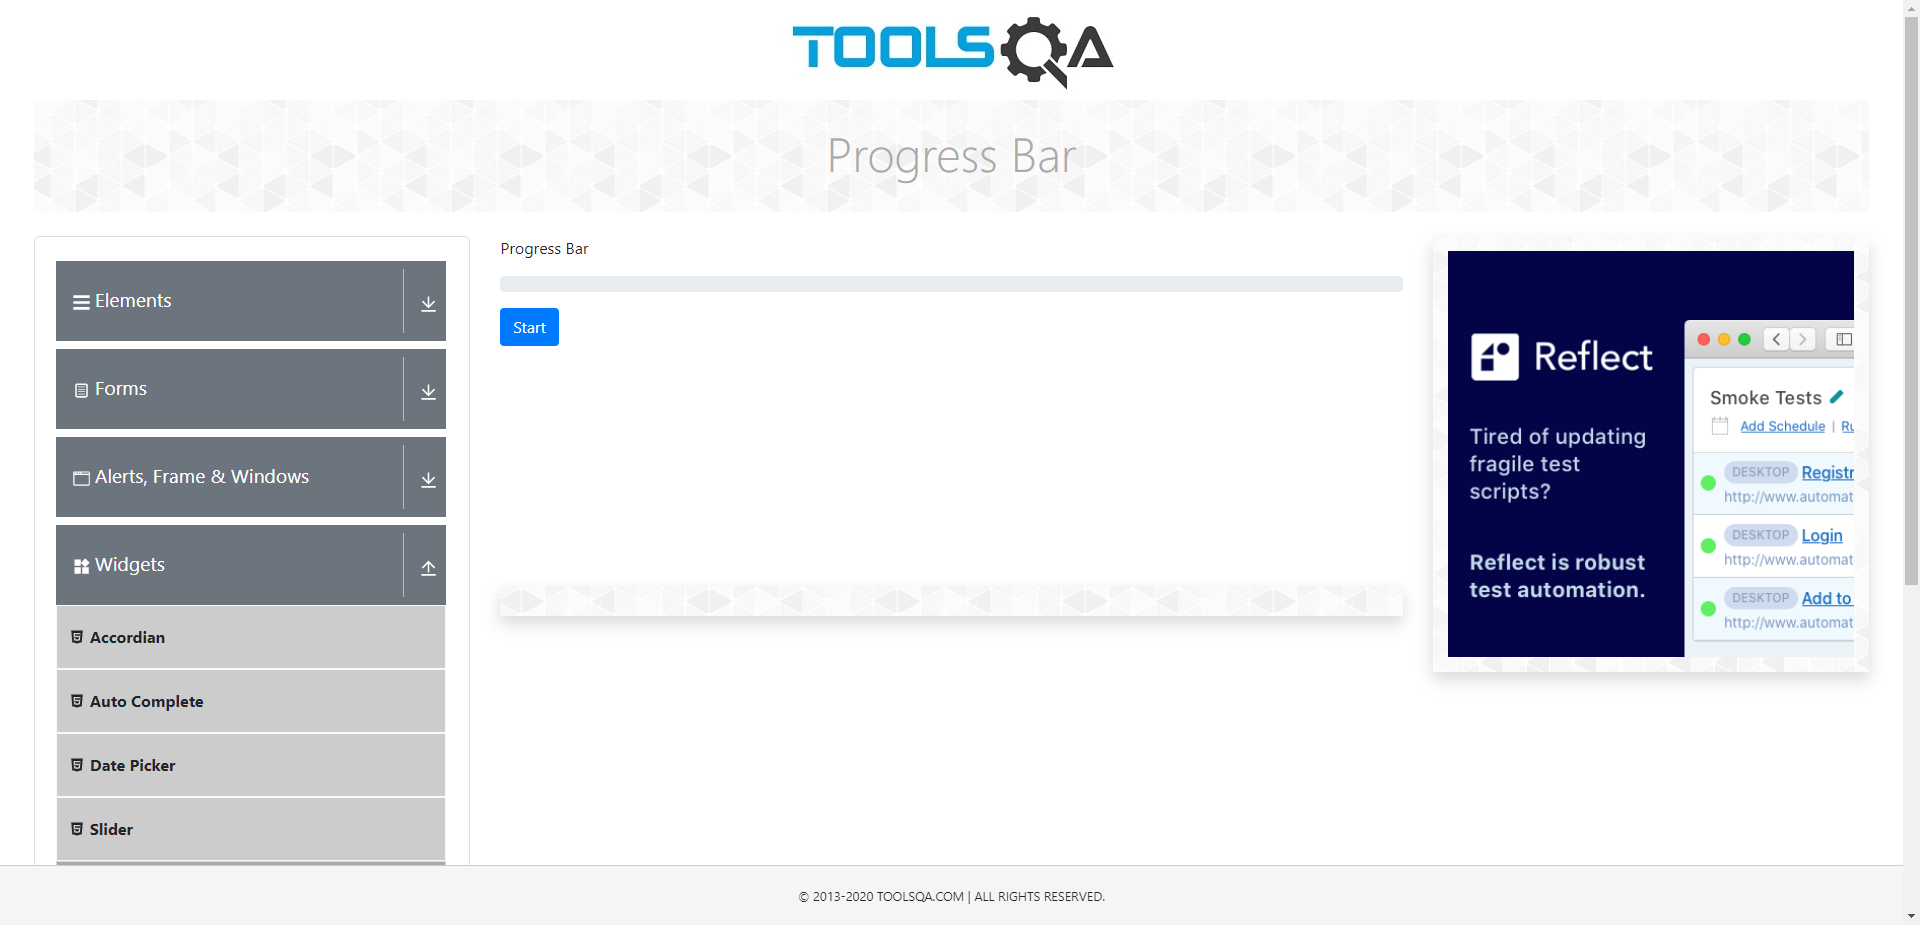 TOOLSQA
Progress Bar
Elements
Forms
Alerts, Frame & Windows
Widgets
Accordian
Auto Complete
Date Picker
Slider
Progress Bar
Start
Reflect
Tired of updating
fragile test
scripts?
Reflect is robust
test automation.
Smoke Tests
Add Schedule | Ru
DESKTOP Registr
http://www.automat
DESKTOP Login
http://www.automat
DESKTOP Add to
http://www.automat
© 2013-2020 TOOLSQA.COM | ALL RIGHTS RESERVED.